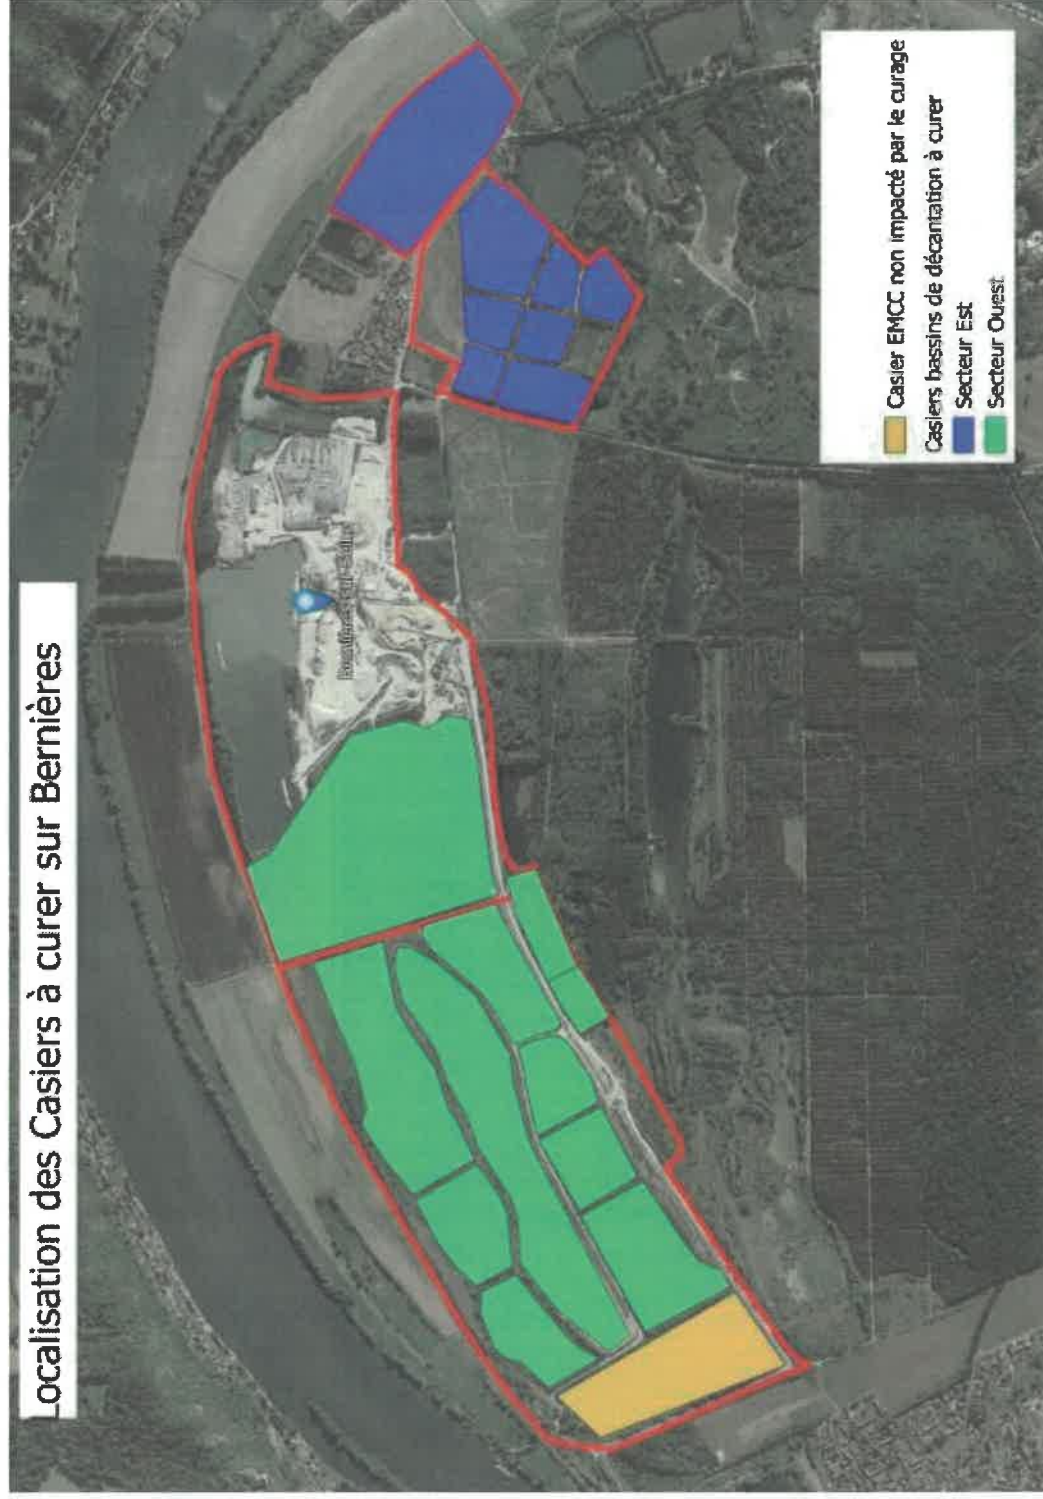 Localisation des Casiers à curer sur Bernières
Casier EMCC non impacté par le curage
Casiers bassins de décantation à curer
Secteur Est
Secteur Ouest